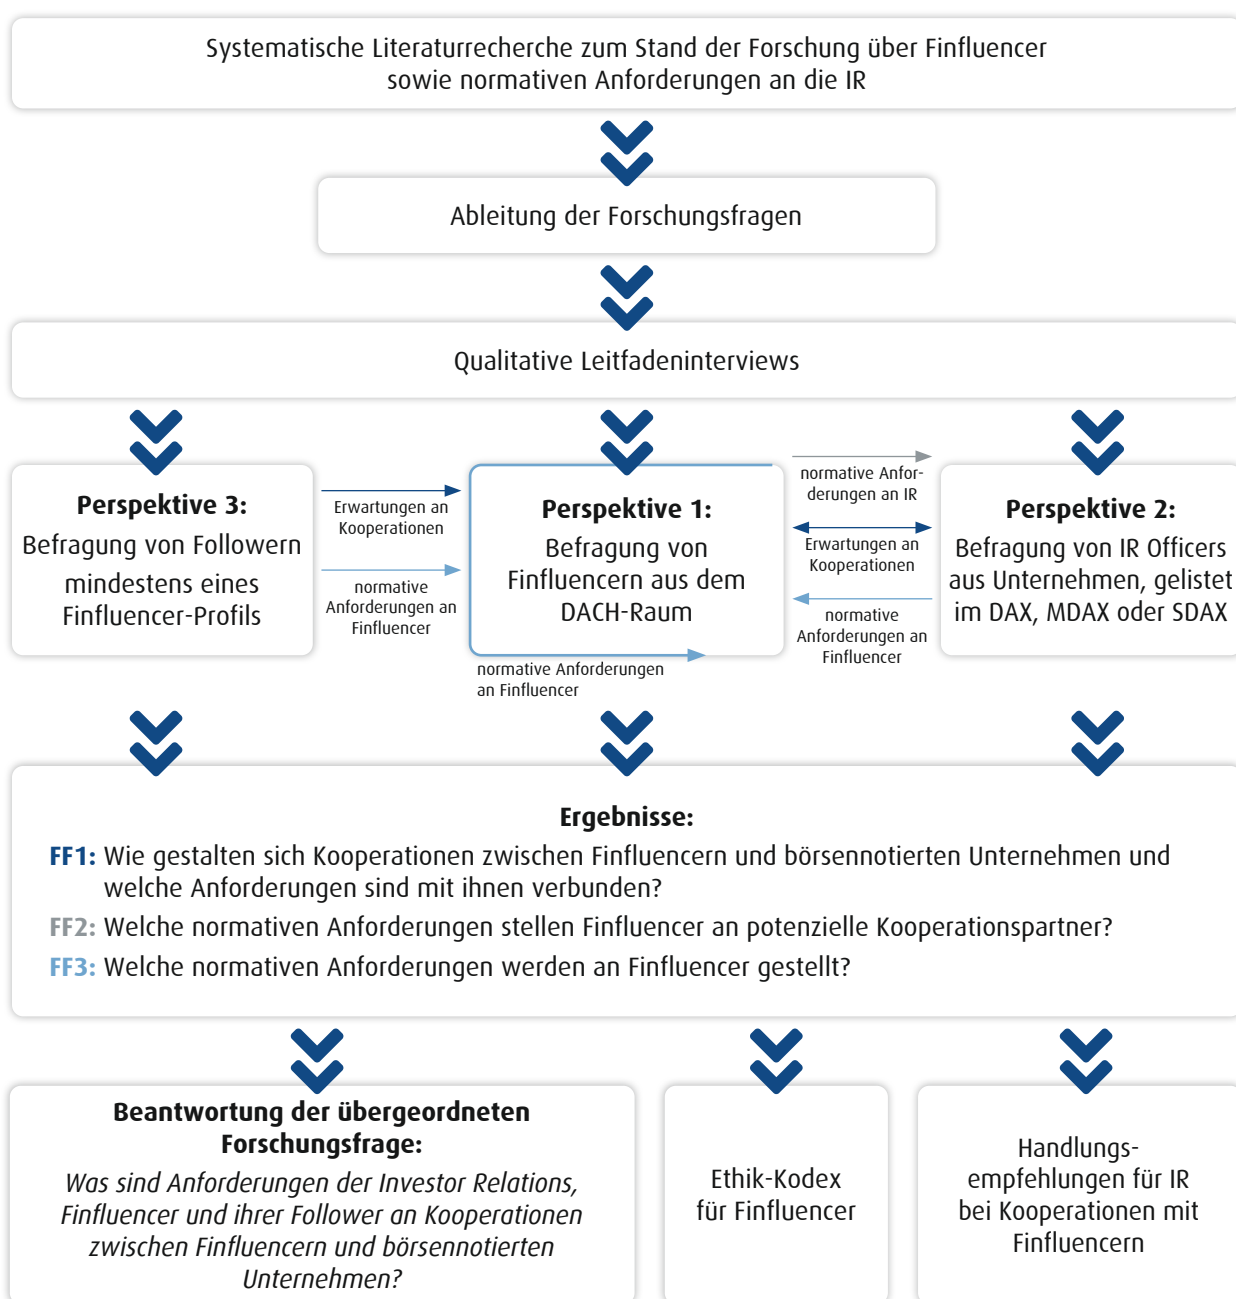 Systematische Literaturrecherche zum Stand der Forschung über Finfluencer
sowie normativen Anforderungen an die IR
Ableitung der Forschungsfragen
Qualitative Leitfadeninterviews
Perspektive 3:
Befragung von Followern
mindestens eines
Finfluencer-Profils
Erwartungen an
Kooperationen
normative
Anforderungen an
Finfluencer
Perspektive 1:
Befragung von
Finfluencern aus dem
DACH-Raum
normative Anforderungen
an Finfluencer
normative Anfor-
derungen an IR
Erwartungen an
Kooperationen
normative
Anforderungen an
Finfluencer
Perspektive 2:
Befragung von IR Officers
aus Unternehmen, gelistet
im DAX, MDAX oder SDAX
Ergebnisse:
FF1: Wie gestalten sich Kooperationen zwischen Finfluencern und börsennotierten Unternehmen und
welche Anforderungen sind mit ihnen verbunden?
FF2: Welche normativen Anforderungen stellen Finfluencer an potenzielle Kooperationspartner?
FF3: Welche normativen Anforderungen werden an Finfluencer gestellt?
Beantwortung der übergeordneten
Forschungsfrage:
Was sind Anforderungen der Investor Relations,
Finfluencer und ihrer Follower an Kooperationen
zwischen Finfluencern und börsennotierten
Unternehmen?
Ethik-Kodex
für Finfluencer
Handlungs-
empfehlungen für IR
bei Kooperationen mit
Finfluencern